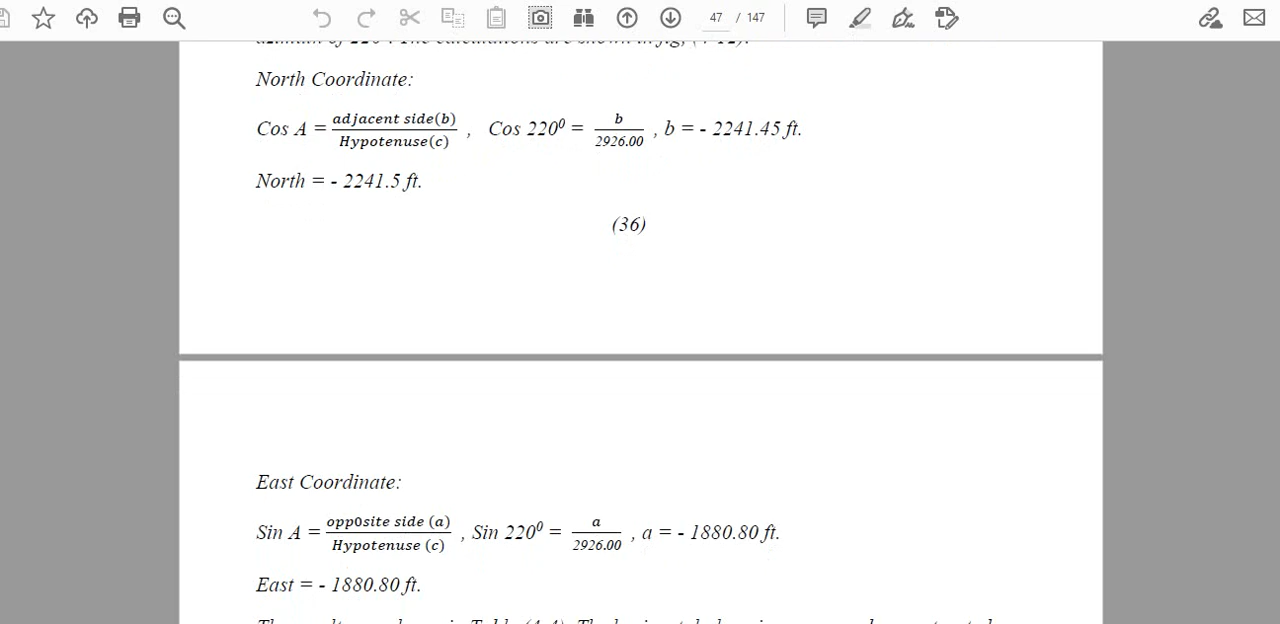 47 / 147
North Coordinate:
Cos A = adjacent side(b) / Hypotenuse(c) , Cos 220⁰ = b / 2926.00 , b = - 2241.45 ft.
North = - 2241.5 ft.
(36)
East Coordinate:
Sin A = opp0site side (a) / Hypotenuse (c) , Sin 220⁰ = a / 2926.00 , a = - 1880.80 ft.
East = - 1880.80 ft.